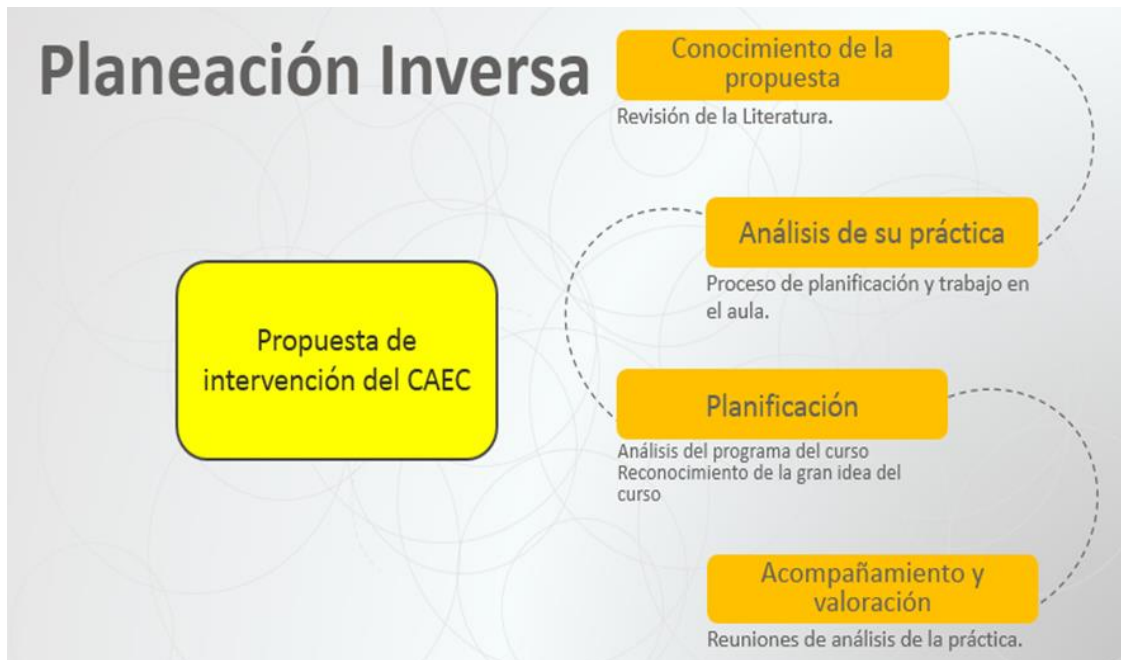 Planeación Inversa
Conocimiento de la
propuesta
Revisión de la Literatura.
Análisis de su práctica
Proceso de planificación y trabajo en
el aula.
Propuesta de
intervención del CAEC
Planificación
Análisis del programa del curso
Reconocimiento de la gran idea del
curso
Acompañamiento y
valoración
Reuniones de análisis de la práctica.